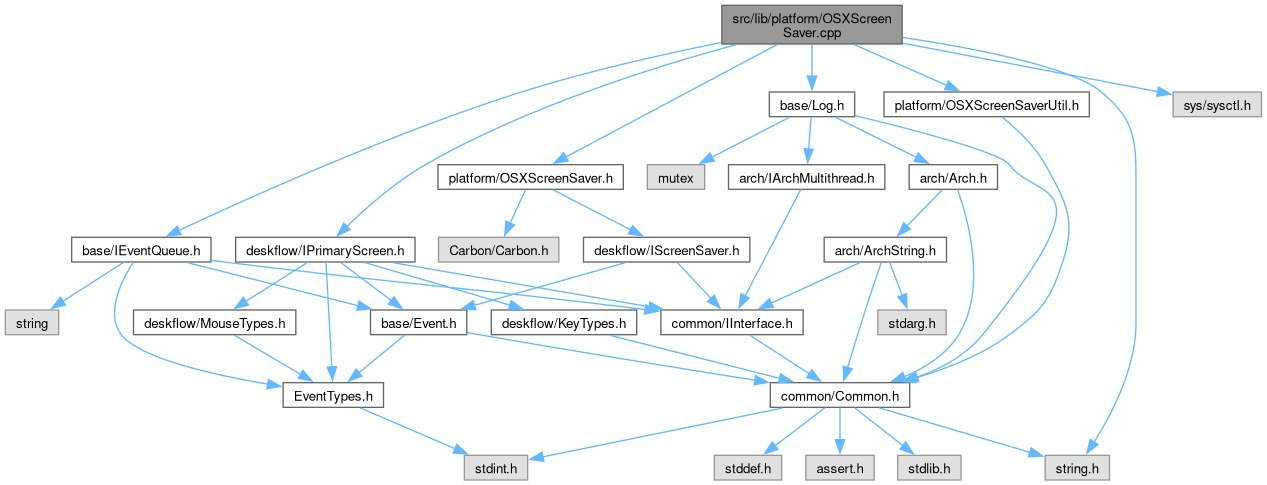 src/lib/platform/OSXScreen
Saver.cpp
base/Log.h
platform/OSXScreenSaverUtil.h
sys/sysctl.h
platform/OSXScreenSaver.h
mutex
arch/IArchMultithread.h
arch/Arch.h
base/IEventQueue.h
deskflow/IPrimaryScreen.h
Carbon/Carbon.h
deskflow/IScreenSaver.h
arch/ArchString.h
string
deskflow/MouseTypes.h
base/Event.h
deskflow/KeyTypes.h
common/IInterface.h
stdarg.h
EventTypes.h
common/Common.h
stdint.h
stddef.h
assert.h
stdlib.h
string.h